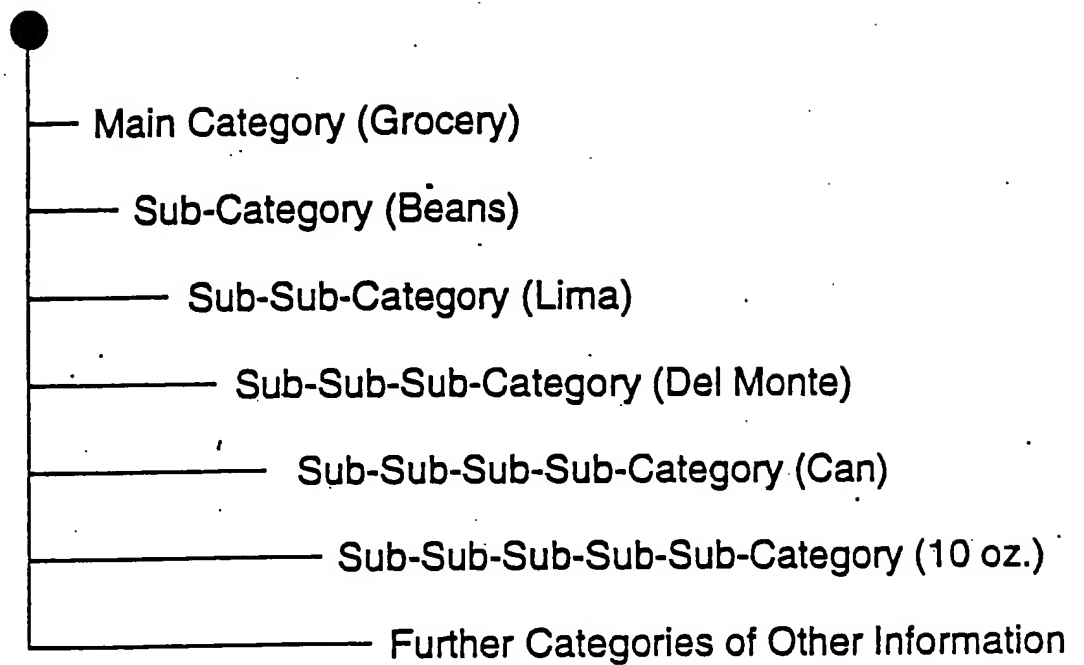 Main Category (Grocery)
Sub-Category (Beans)
Sub-Sub-Category (Lima)
Sub-Sub-Sub-Category (Del Monte)
Sub-Sub-Sub-Sub-Category (Can)
Sub-Sub-Sub-Sub-Sub-Category (10 oz.)
Further Categories of Other Information